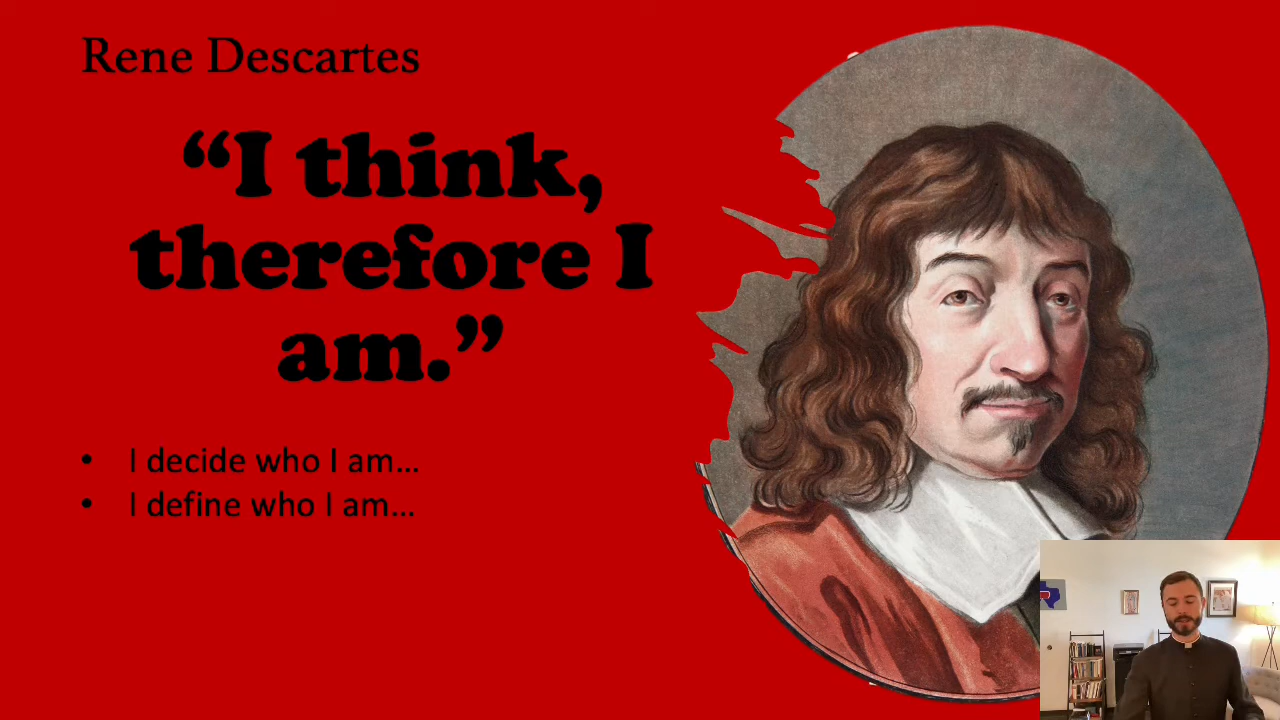 Rene Descartes
“I think,
therefore I
am.”
• I decide who I am...
• I define who I am...